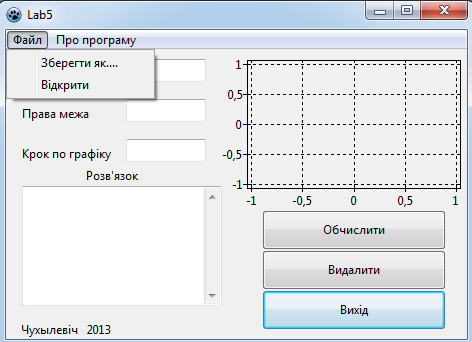 Lab5
Файл Про програму
Зберегти як....
Відкрити
Права межа
Крок по графіку
Розв'язок
1
0,5
0
-0,5
-1
-1 -0,5 0 0,5 1
Обчислити
Видалити
Вихід
Чухылевіч 2013